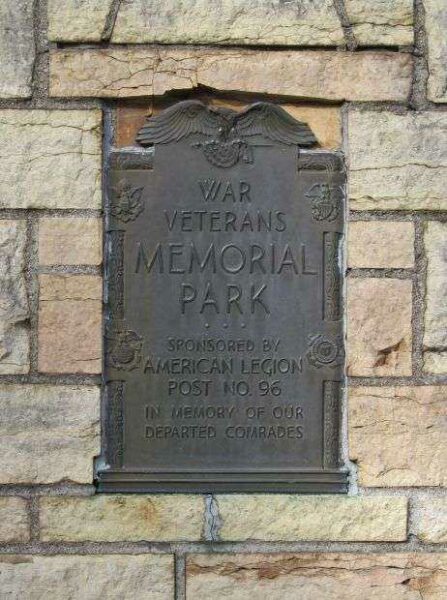 WAR
VETERANS
MEMORIAL
PARK
SPONSORED BY
AMERICAN LEGION
POST NO. 96
IN MEMORY OF OUR
DEPARTED COMRADES